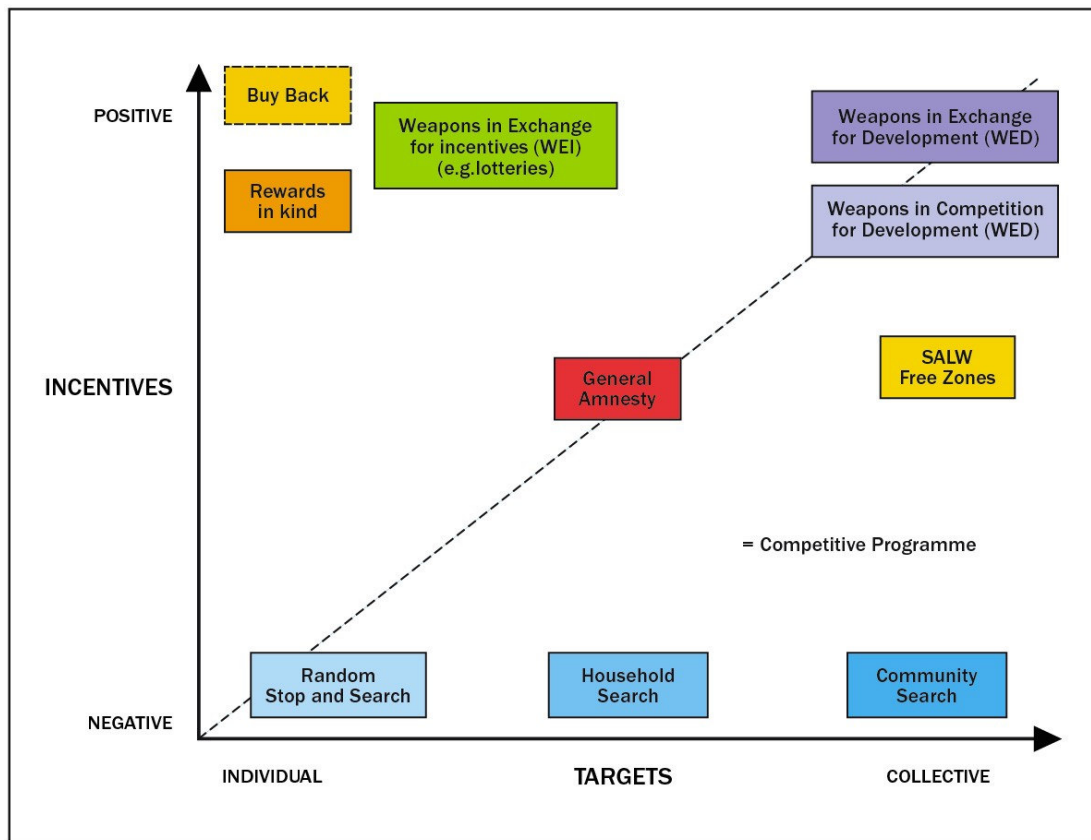 POSITIVE
Buy Back
Weapons in Exchange
for incentives (WEI)
(e.g.lotteries)
Weapons in Exchange
for Development (WED)
Rewards
in kind
Weapons in Competition
for Development (WED)
INCENTIVES
General
Amnesty
SALW
Free Zones
= Competitive Programme
Random
Stop and Search
Household
Search
Community
Search
NEGATIVE
INDIVIDUAL
TARGETS
COLLECTIVE